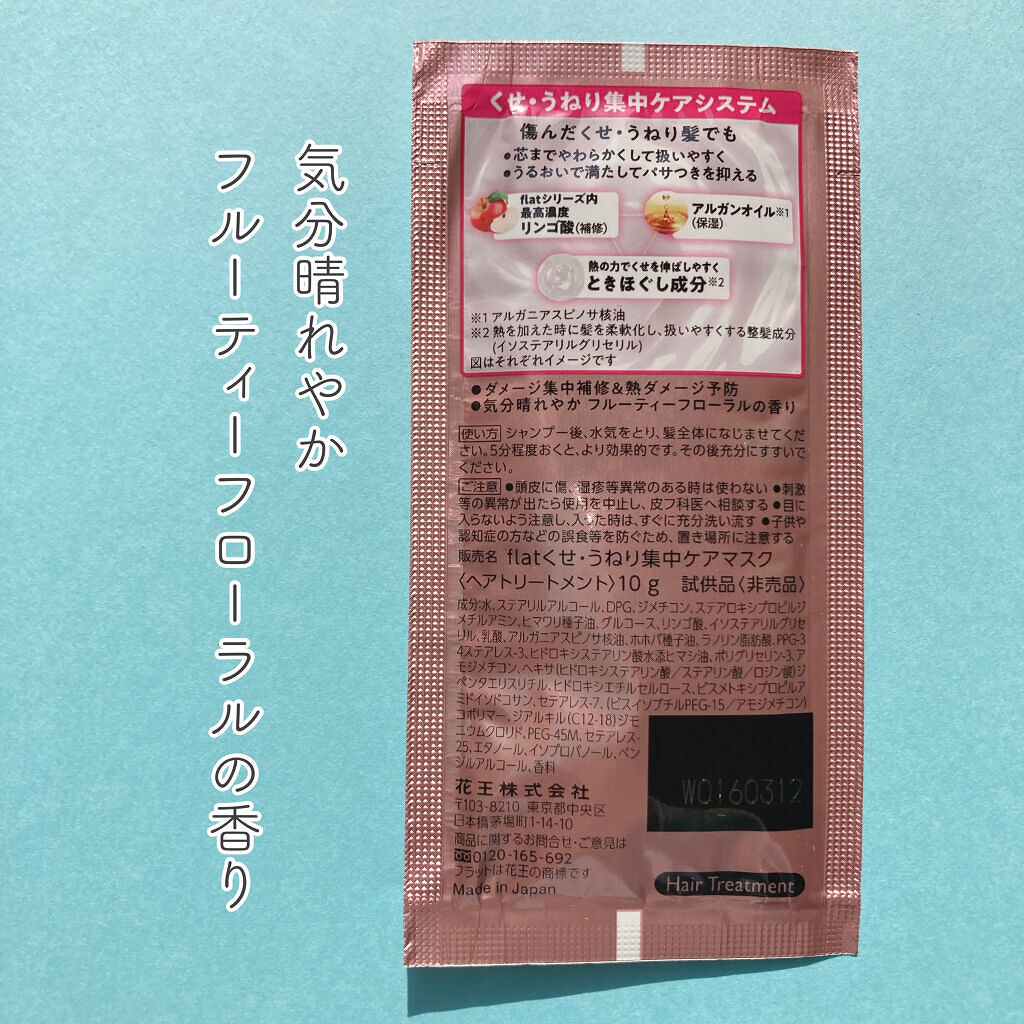 気分晴れやか
フルーティーフローラルの香り
くせ・うねり集中ケアシステム
傷んだくせ・うねり髪でも
●芯までやわらかくして扱いやすく
●うるおいで満たしてパサつきを抑える
flatシリーズ内
最高濃度
リンゴ酸(補修)
アルガンオイル※1
(保湿)
熱の力でくせを伸ばしやすく
ときほぐし成分※2
※1 アルガニアスピノサ核油
※2 熱を加えた時に髪を柔軟化し、扱いやすくする整髪成分
(イソステアリルグリセリル)
図はそれぞれイメージです
●ダメージ集中補修&熱ダメージ予防
●気分晴れやか フルーティーフローラルの香り
使い方 シャンプー後、水気をとり、髪全体になじませてくだ
さい。5分程度おくと、より効果的です。その後充分にすすいで
ください。
ご注意 ●頭皮に傷、湿疹等異常のある時は使わない ●刺激
等の異常が出たら使用を中止し、皮フ科医へ相談する ●目に
入らないよう注意し、入った時は、すぐに充分洗い流す ●子供や
認知症の方などの誤食等を防ぐため、置き場所に注意する
販売名 flatくせ・うねり集中ケアマスク
〈ヘアトリートメント〉10g 試供品〈非売品〉
成分:水、ステアリルアルコール、DPG、ジメチコン、ステアロキシプロピルジ
メチルアミン、ヒマワリ種子油、グルコース、リンゴ酸、イソステアリルグリセ
リル、乳酸、アルガニアスピノサ核油、ホホバ種子油、ラノリン脂肪酸、PPG-3
4ステアレス-3、ヒドロキシステアリン酸水添ヒマシ油、ポリグリセリン-3、ア
モジメチコン、ヘキサ(ヒドロキシステアリン酸/ステアリン酸/ロジン酸)ジ
ペンタエリスリチル、ヒドロキシエチルセルロース、ビスメトキシプロピルア
ミドイソドコサン、セテアレス-7、(ビスイソブチルPEG-15/アモジメチコン)
コポリマー、ジアルキル(C12-18)ジモ
ニウムクロリド、PEG-45M、セテアレス-
25、エタノール、イソプロパノール、ベン
ジルアルコール、香料
花王株式会社
〒103-8210 東京都中央区
日本橋茅場町1-14-10
商品に関するお問合せ・ご意見は
0120-165-692
フラットは花王の商標です
Made in Japan
W0160312
Hair Treatment